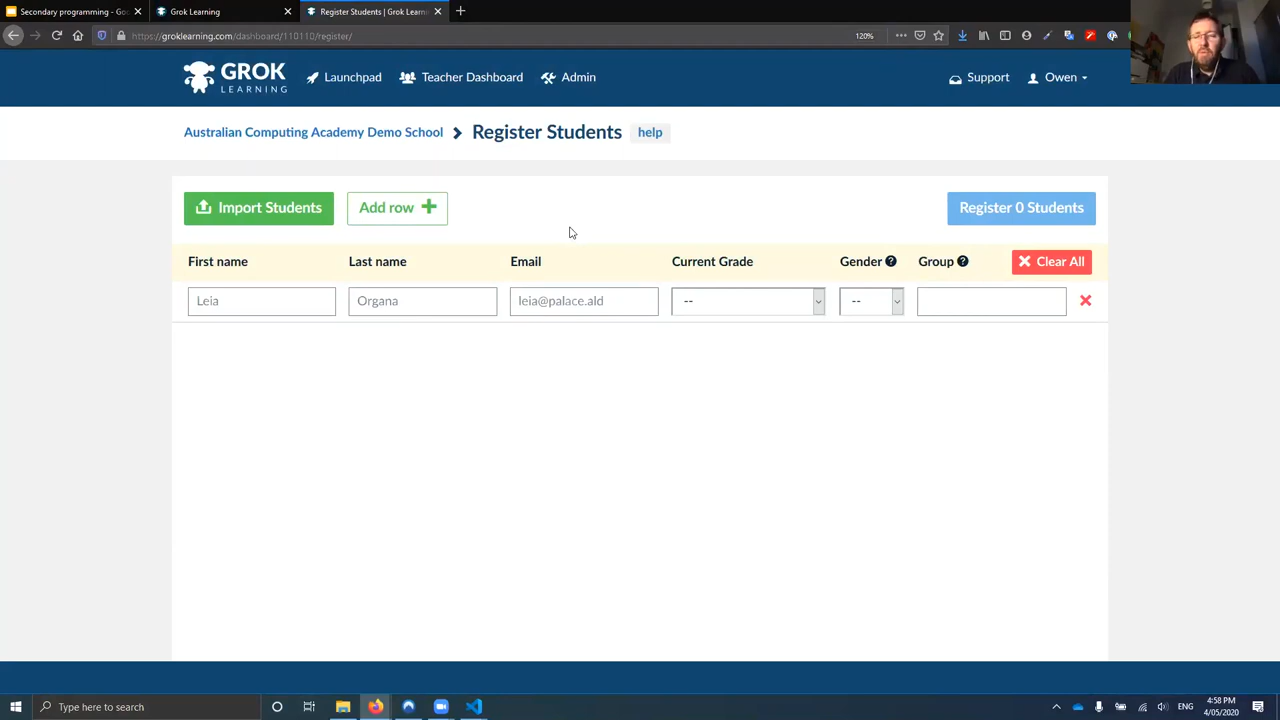 Secondary programming - Goo
Grok Learning
Register Students | Grok Learni
https://groklearning.com/dashboard/110110/register/
120%
GROK
LEARNING
Launchpad
Teacher Dashboard
Admin
Support
Owen
Australian Computing Academy Demo School
Register Students
help
Import Students
Add row
Register 0 Students
First name
Last name
Email
Current Grade
Gender
Group
Clear All
Leia
Organa
leia@palace.ald
--
--
Type here to search
ENG
4:58 PM
4/05/2020